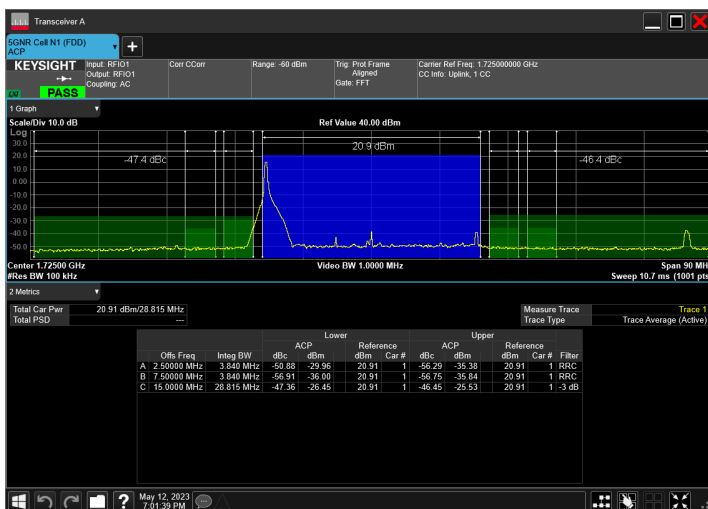 Transceiver A
5GNR Cell N1 (FDD)
ACP
KEYSIGHT
LXI
PASS
Input: RFIO1
Output: RFIO1
Coupling: AC
Corr CCorr
Range: -60 dBm
Trig: Prot Frame
Aligned
Gate: FFT
Carrier Ref Freq: 1.725000000 GHz
CC Info: Uplink, 1 CC
1 Graph
Scale/Div 10.0 dB
Ref Value 40.00 dBm
Log
30.0
20.0
10.0
0.00
-10.0
-20.0
-30.0
-40.0
-50.0
-47.4 dBc
20.9 dBm
-46.4 dBc
Center 1.72500 GHz
Video BW 1.0000 MHz
Span 90 MH
#Res BW 100 kHz
Sweep 10.7 ms (1001 pts
2 Metrics
Total Car Pwr 20.91 dBm/28.815 MHz
Total PSD ---
Measure Trace Trace 1
Trace Type Trace Average (Active)
Lower Upper
ACP Reference ACP Reference
Offs Freq Integ BW dBc dBm dBm Car # dBc dBm dBm Car # Filter
A 2.50000 MHz 3.840 MHz -50.88 -29.96 20.91 1 -56.29 -35.38 20.91 1 RRC
B 7.50000 MHz 3.840 MHz -56.91 -36.00 20.91 1 -56.75 -35.84 20.91 1 RRC
C 15.0000 MHz 28.815 MHz -47.36 -26.45 20.91 1 -46.45 -25.53 20.91 1 -3 dB
?
May 12, 2023
7:01:39 PM